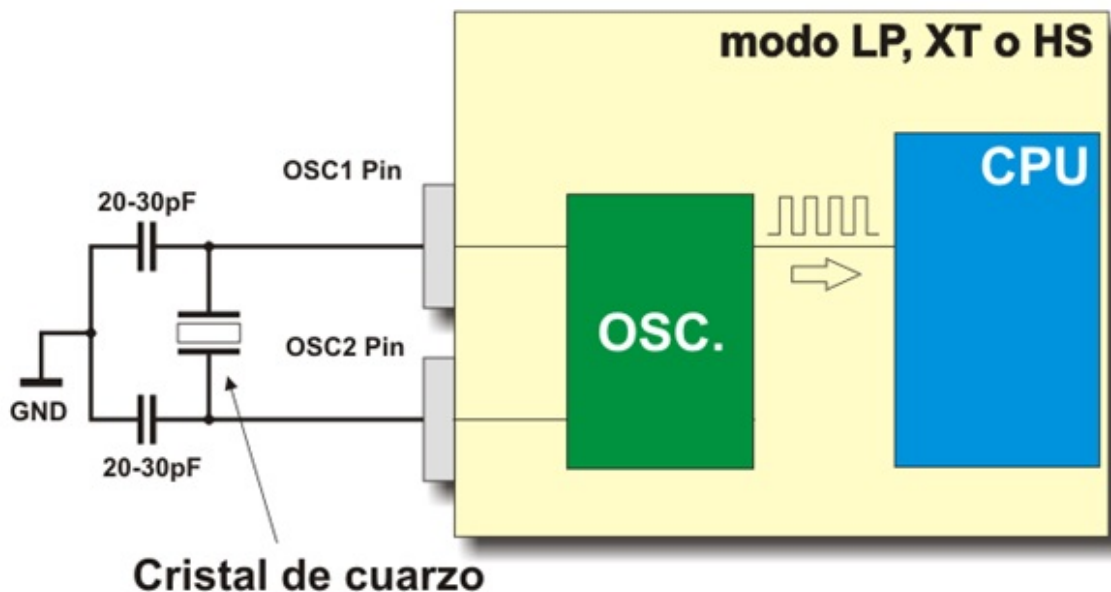 modo LP, XT o HS
CPU
OSC1 Pin
20-30pF
OSC.
OSC2 Pin
GND
20-30pF
Cristal de cuarzo